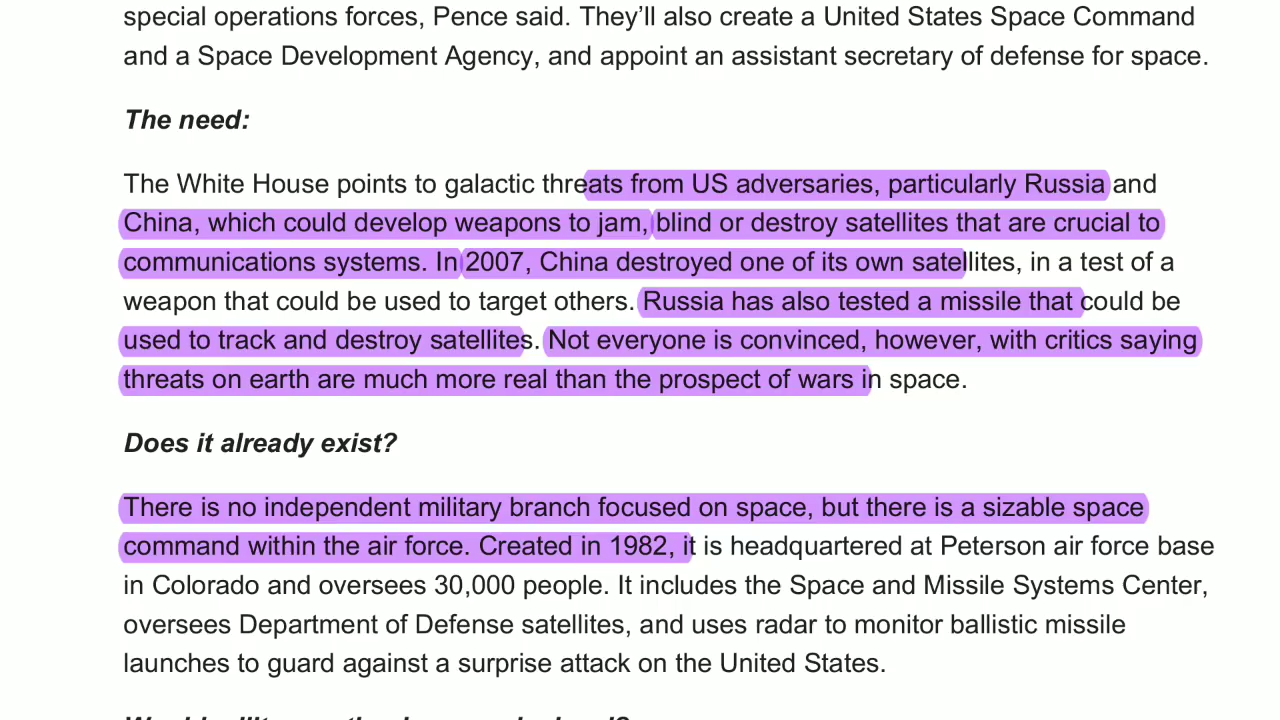 special operations forces, Pence said. They’ll also create a United States Space Command
and a Space Development Agency, and appoint an assistant secretary of defense for space.
The need:
The White House points to galactic threats from US adversaries, particularly Russia and
China, which could develop weapons to jam, blind or destroy satellites that are crucial to
communications systems. In 2007, China destroyed one of its own satellites, in a test of a
weapon that could be used to target others. Russia has also tested a missile that could be
used to track and destroy satellites. Not everyone is convinced, however, with critics saying
threats on earth are much more real than the prospect of wars in space.
Does it already exist?
There is no independent military branch focused on space, but there is a sizable space
command within the air force. Created in 1982, it is headquartered at Peterson air force base
in Colorado and oversees 30,000 people. It includes the Space and Missile Systems Center,
oversees Department of Defense satellites, and uses radar to monitor ballistic missile
launches to guard against a surprise attack on the United States.